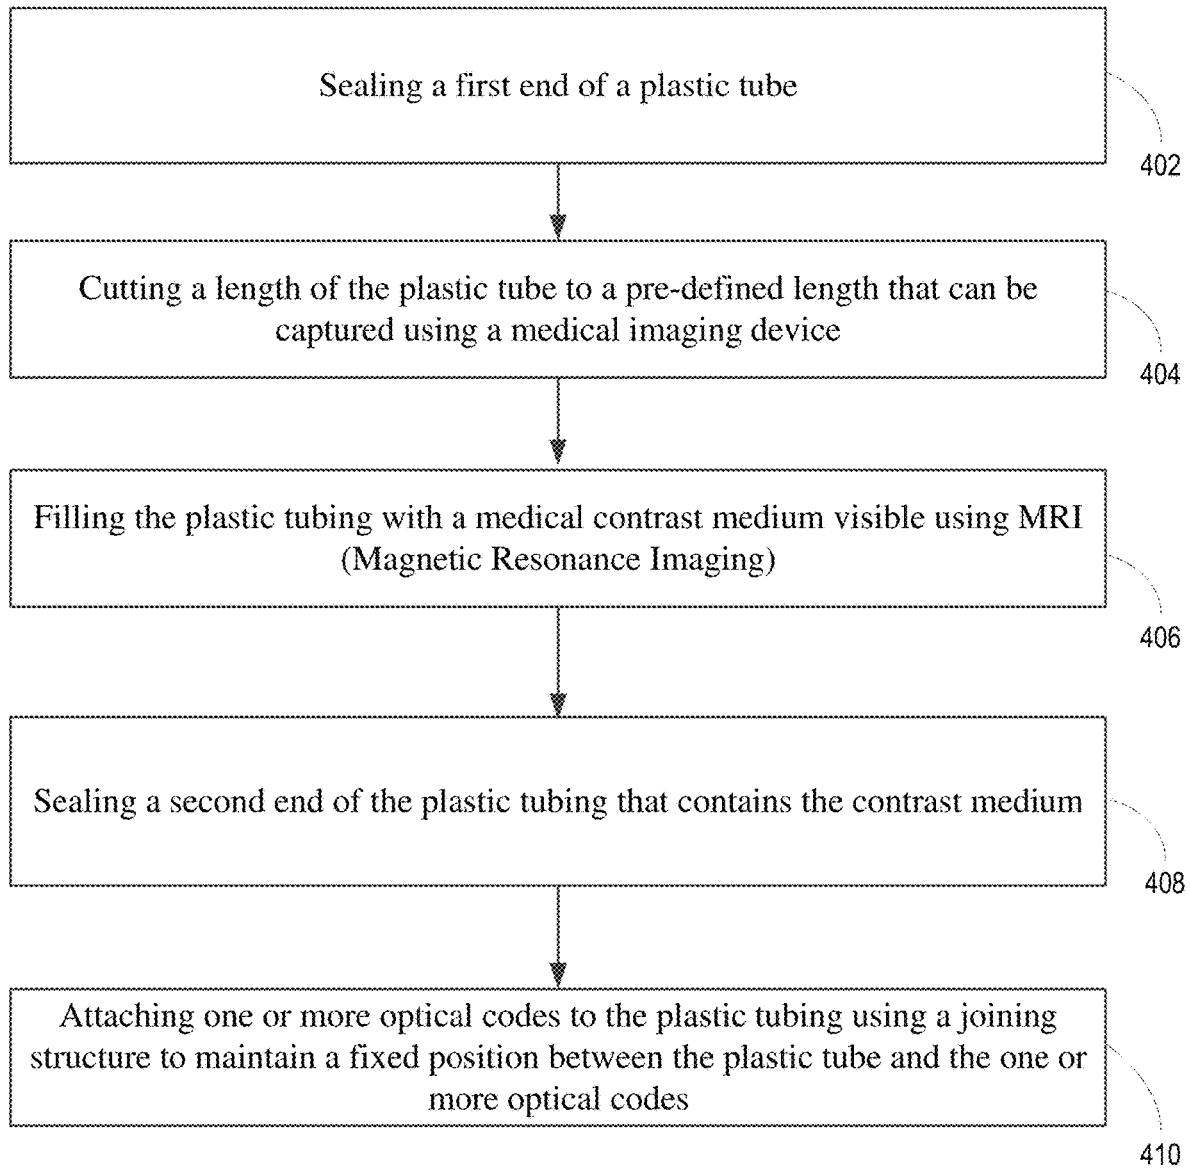 Sealing a first end of a plastic tube
402
Cutting a length of the plastic tube to a pre-defined length that can be
captured using a medical imaging device
404
Filling the plastic tubing with a medical contrast medium visible using MRI
(Magnetic Resonance Imaging)
406
Sealing a second end of the plastic tubing that contains the contrast medium
408
Attaching one or more optical codes to the plastic tubing using a joining
structure to maintain a fixed position between the plastic tube and the one or
more optical codes
410